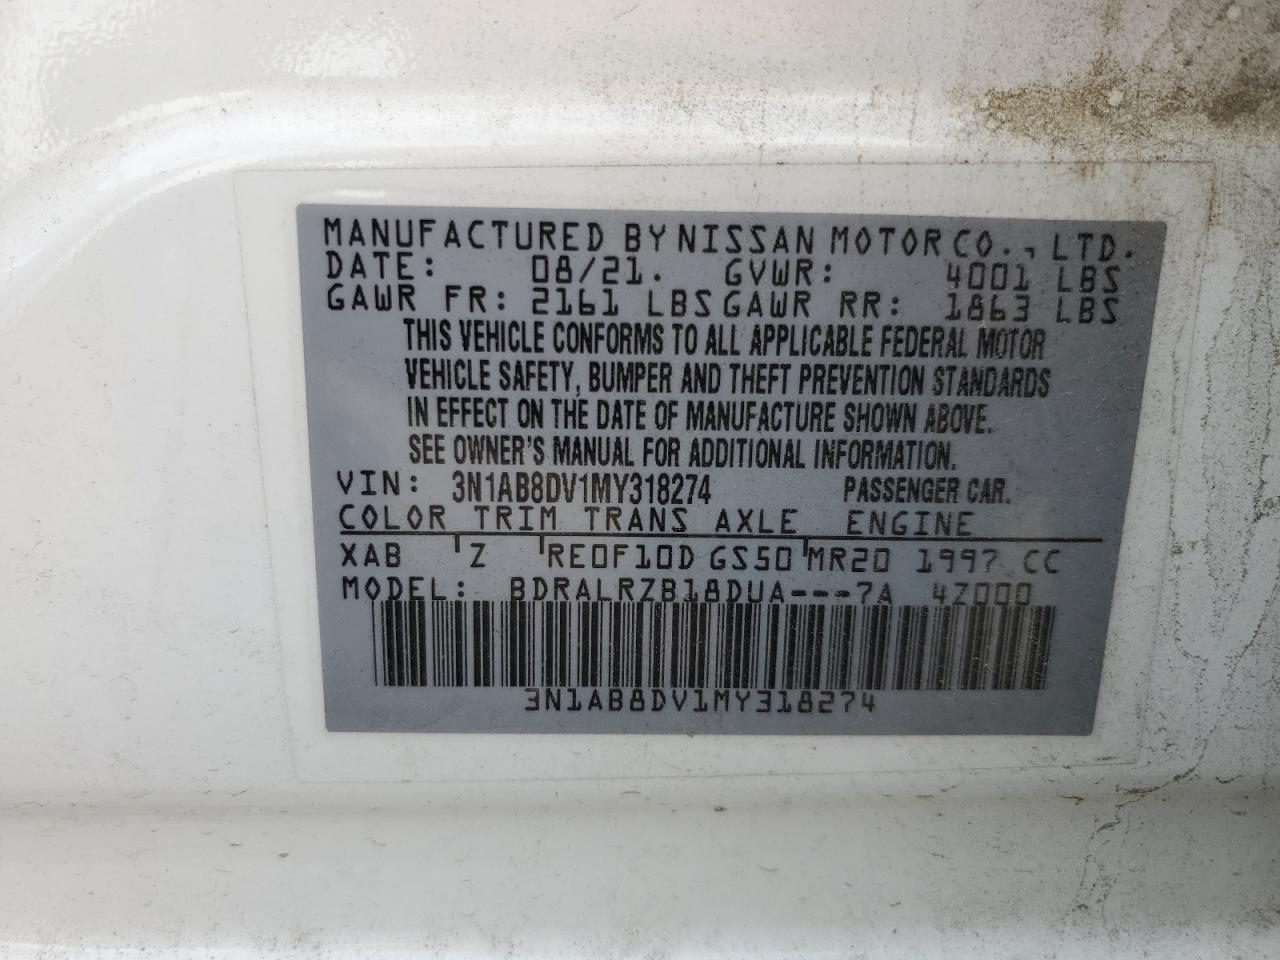 MANUFACTURED BY NISSAN MOTOR CO., LTD.
DATE: 08/21. GVWR: 4001 LBS
GAWR FR: 2161 LBS GAWR RR: 1863 LBS
THIS VEHICLE CONFORMS TO ALL APPLICABLE FEDERAL MOTOR
VEHICLE SAFETY, BUMPER AND THEFT PREVENTION STANDARDS
IN EFFECT ON THE DATE OF MANUFACTURE SHOWN ABOVE.
SEE OWNER'S MANUAL FOR ADDITIONAL INFORMATION.
VIN: 3N1AB8DV1MY318274 PASSENGER CAR.
COLOR TRIM TRANS AXLE ENGINE
XAB Z RE0F10D GS50 MR20 1997 CC
MODEL: BDRALRZB18DUA---7A 4Z000
3N1AB8DV1MY318274